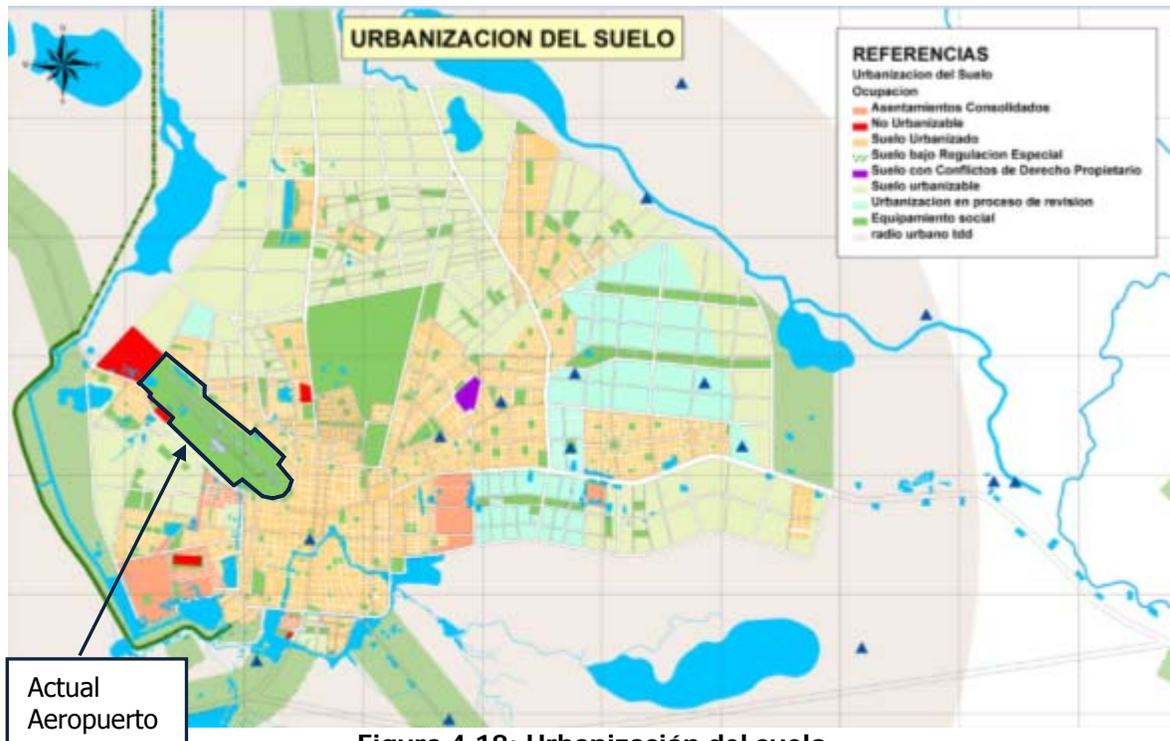 URBANIZACION DEL SUELO
REFERENCIAS
Urbanizacion del Suelo
Ocupacion
Asentamientos Consolidados
No Urbanizable
Suelo Urbanizado
Suelo bajo Regulacion Especial
Suelo con Conflictos de Derecho Propietario
Suelo urbanizable
Urbanizacion en proceso de revision
Equipamiento social
radio urbano tdd
Actual
Aeropuerto
Figura 4-18: Urbanización del suelo